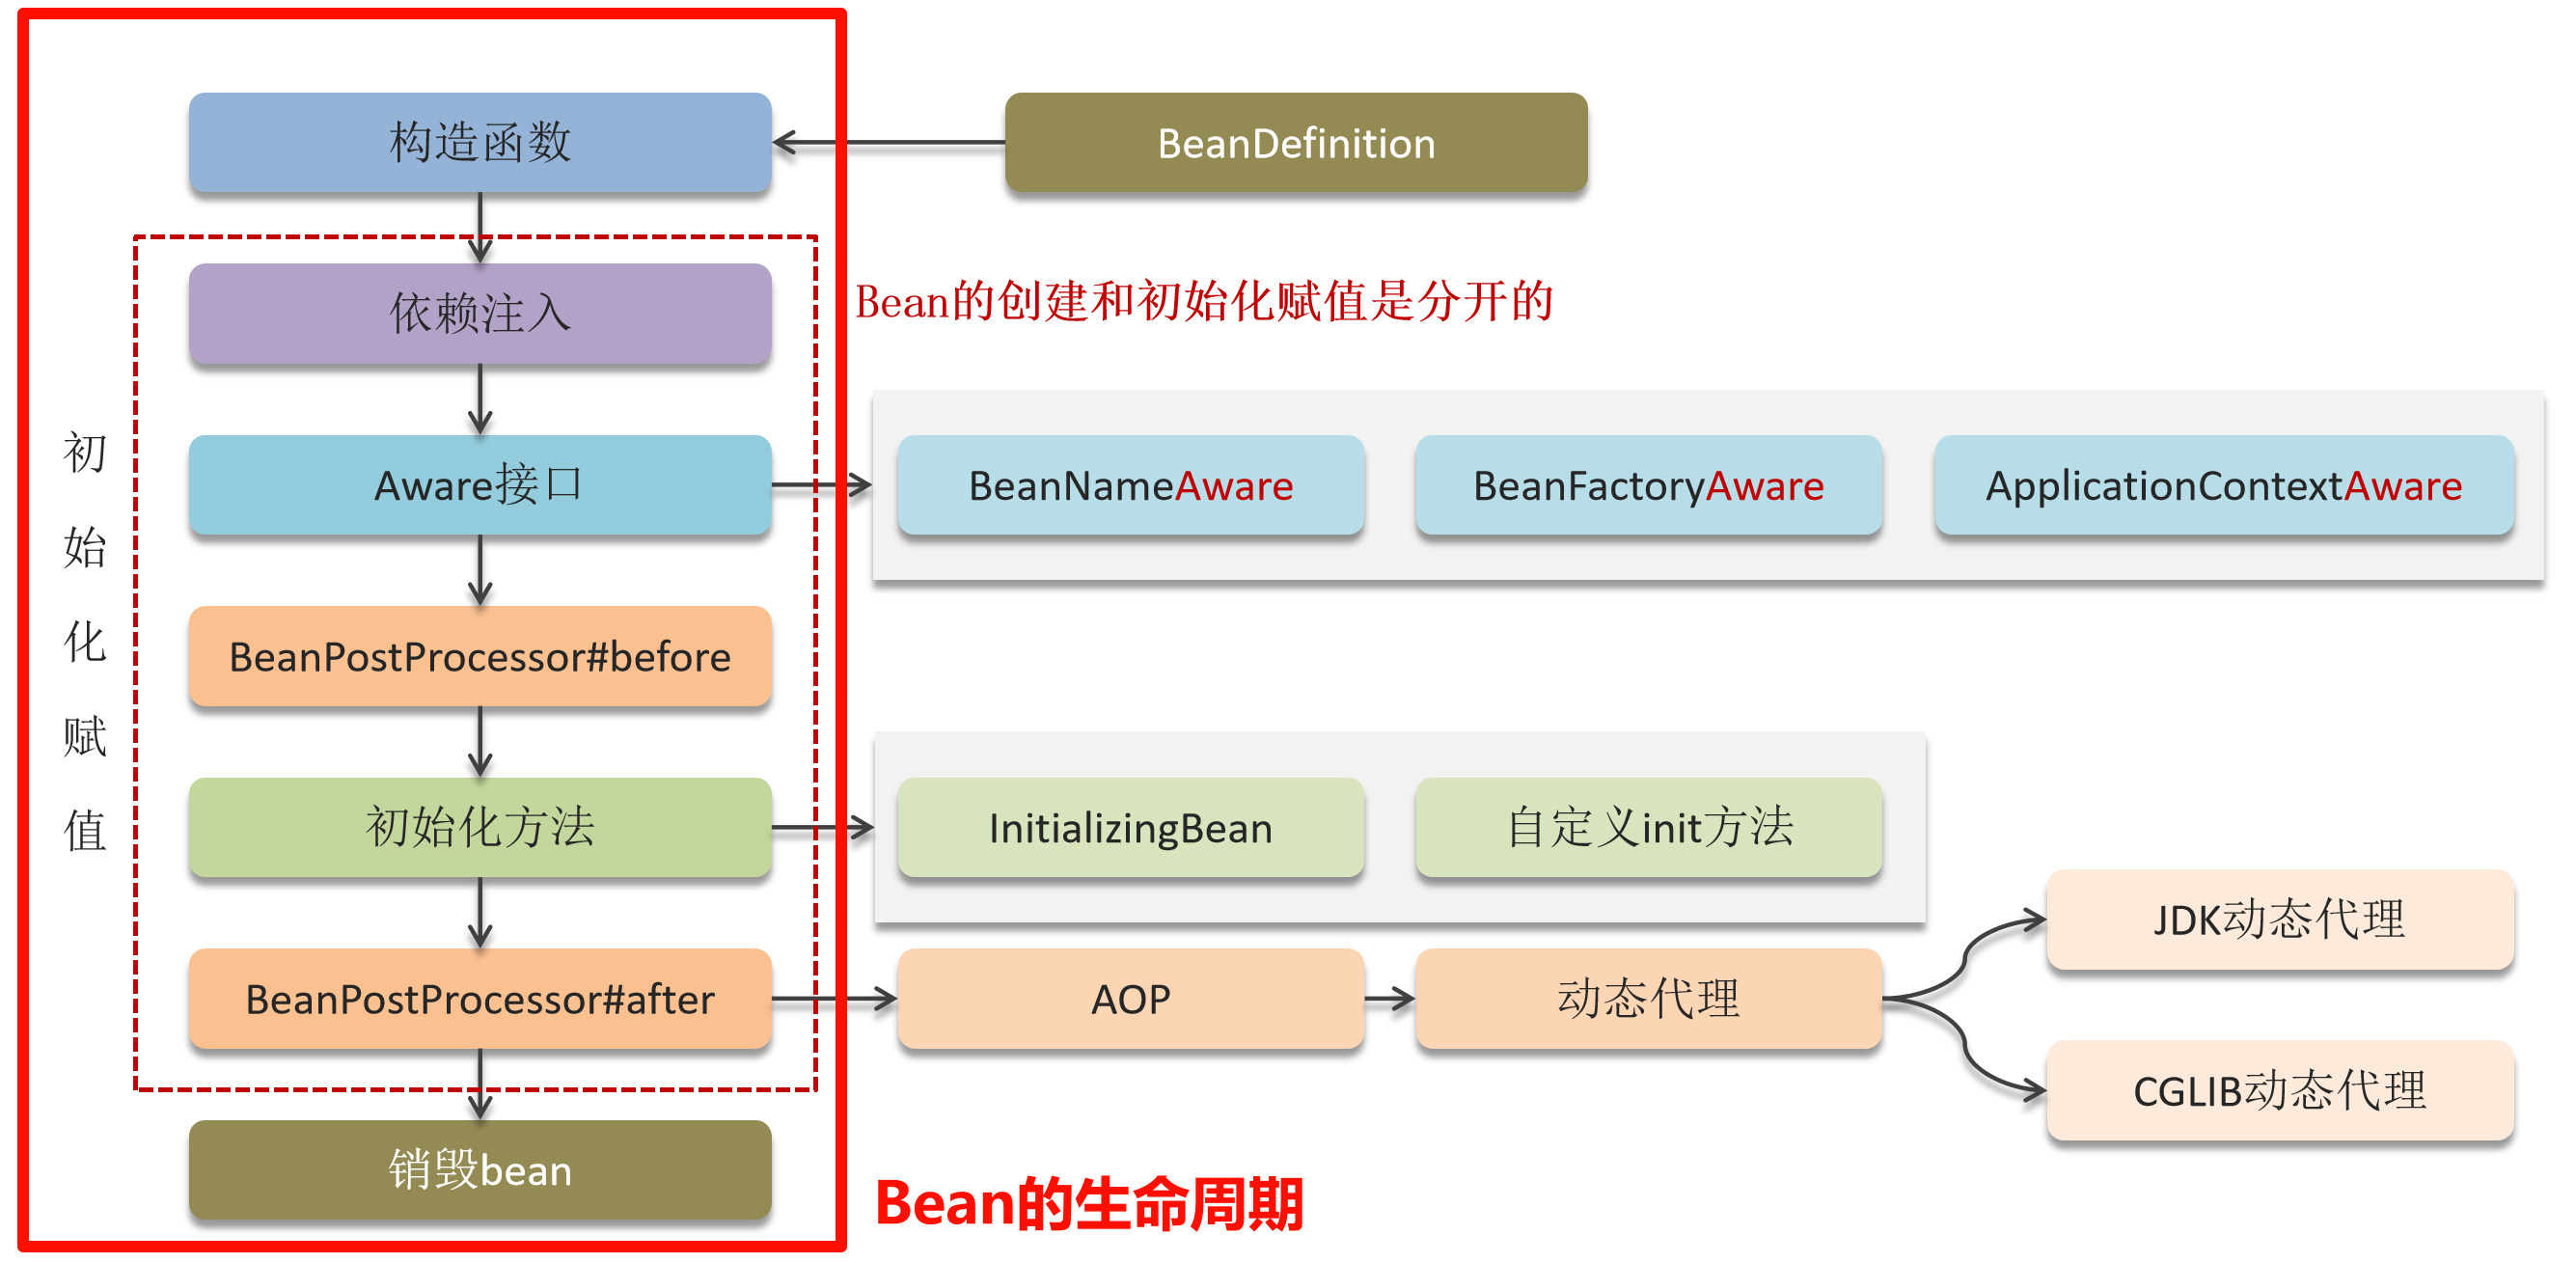 构造函数
BeanDefinition
依赖注入
Bean的创建和初始化赋值是分开的
初始化赋值
Aware接口
BeanNameAware
BeanFactoryAware
ApplicationContextAware
BeanPostProcessor#before
初始化方法
InitializingBean
自定义init方法
BeanPostProcessor#after
AOP
动态代理
JDK动态代理
CGLIB动态代理
销毁bean
Bean的生命周期